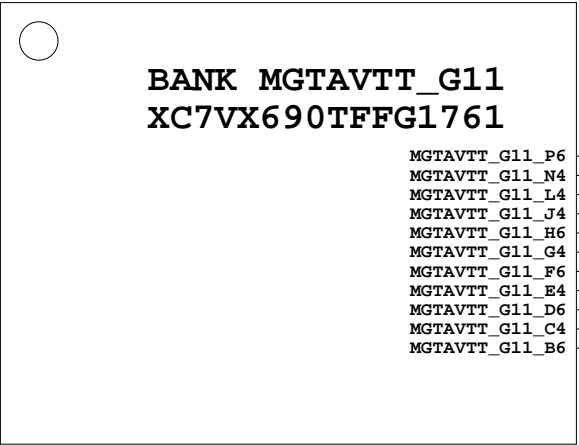 BANK MGTAVTT_G11
XC7VX690TFFG1761
MGTAVTT_G11_P6
MGTAVTT_G11_N4
MGTAVTT_G11_L4
MGTAVTT_G11_J4
MGTAVTT_G11_H6
MGTAVTT_G11_G4
MGTAVTT_G11_F6
MGTAVTT_G11_E4
MGTAVTT_G11_D6
MGTAVTT_G11_C4
MGTAVTT_G11_B6